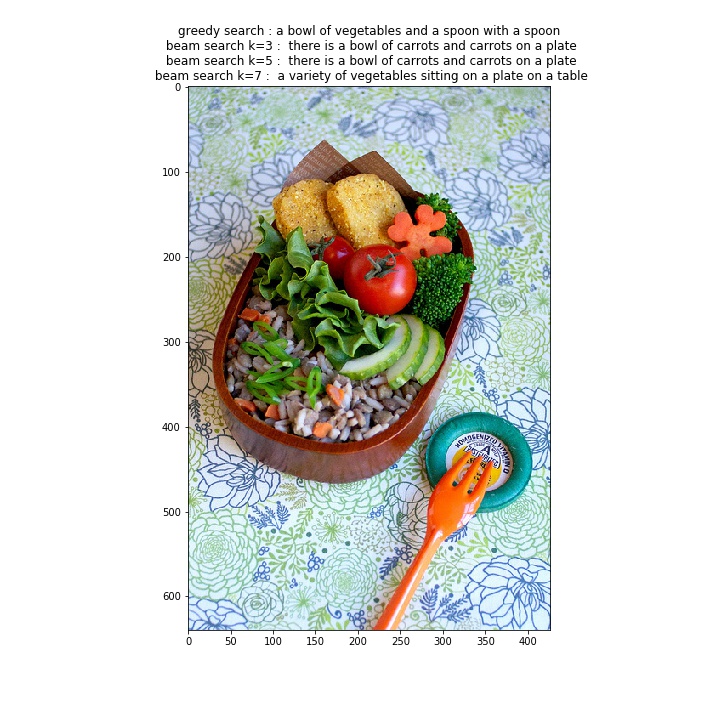 greedy search : a bowl of vegetables and a spoon with a spoon
beam search k=3 :  there is a bowl of carrots and carrots on a plate
beam search k=5 :  there is a bowl of carrots and carrots on a plate
beam search k=7 :  a variety of vegetables sitting on a plate on a table
0
100
200
300
400
500
600
HOMOGENIZED VITAMIN D
A
0 50 100 150 200 250 300 350 400